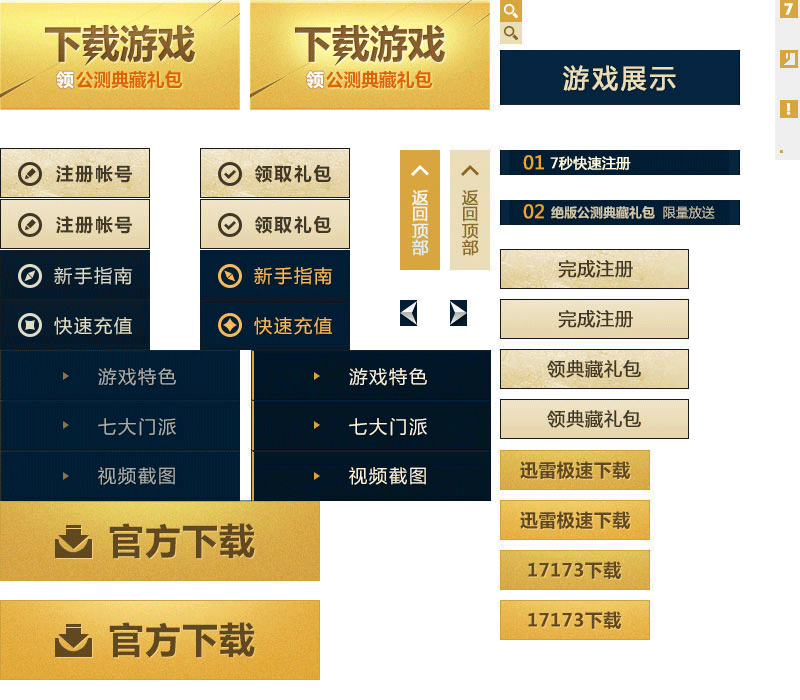 下载游戏
领公测典藏礼包
下载游戏
领公测典藏礼包
7
游戏展示
!
注册帐号
领取礼包
注册帐号
领取礼包
新手指南
新手指南
快速充值
快速充值
返回顶部
返回顶部
01 7秒快速注册
02 绝版公测典藏礼包 限量放送
完成注册
完成注册
领典藏礼包
领典藏礼包
游戏特色
游戏特色
七大门派
七大门派
视频截图
视频截图
迅雷极速下载
迅雷极速下载
17173下载
17173下载
官方下载
官方下载